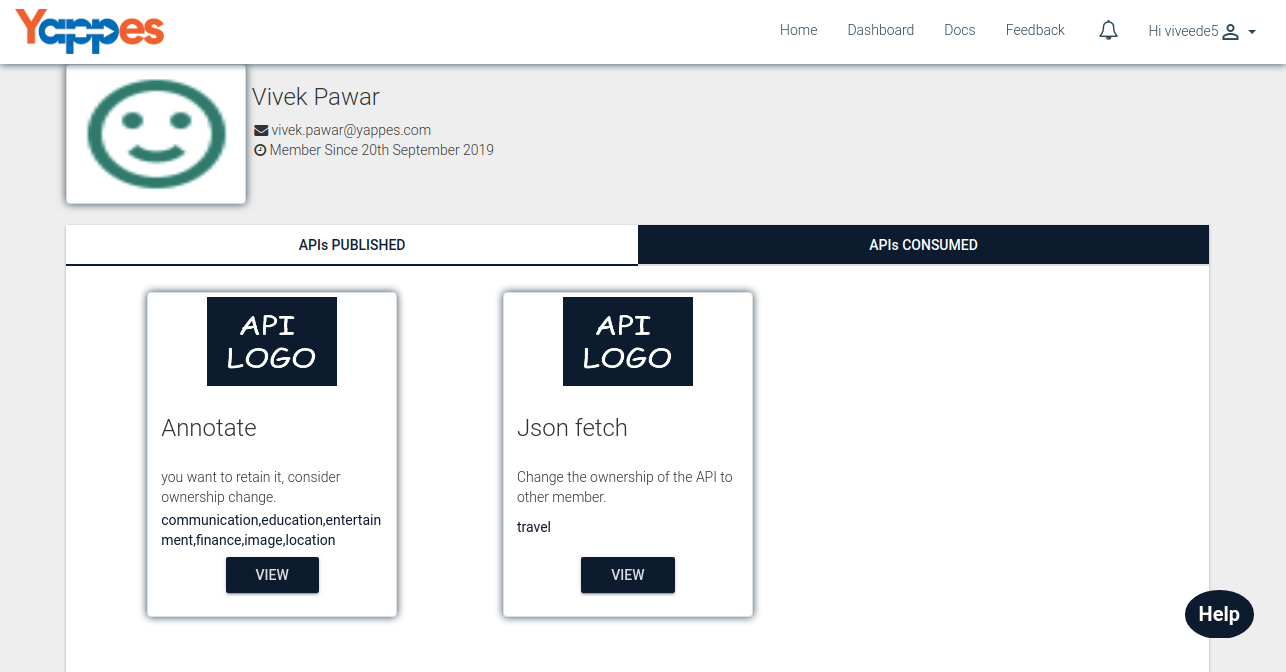 Yappes
Home Dashboard Docs Feedback Hi viveede5
Vivek Pawar
vivek.pawar@yappes.com
Member Since 20th September 2019
APIs PUBLISHED
APIs CONSUMED
API
LOGO
Annotate
you want to retain it, consider
ownership change.
communication,education,entertain
ment,finance,image,location
VIEW
API
LOGO
Json fetch
Change the ownership of the API to
other member.
travel
VIEW
Help